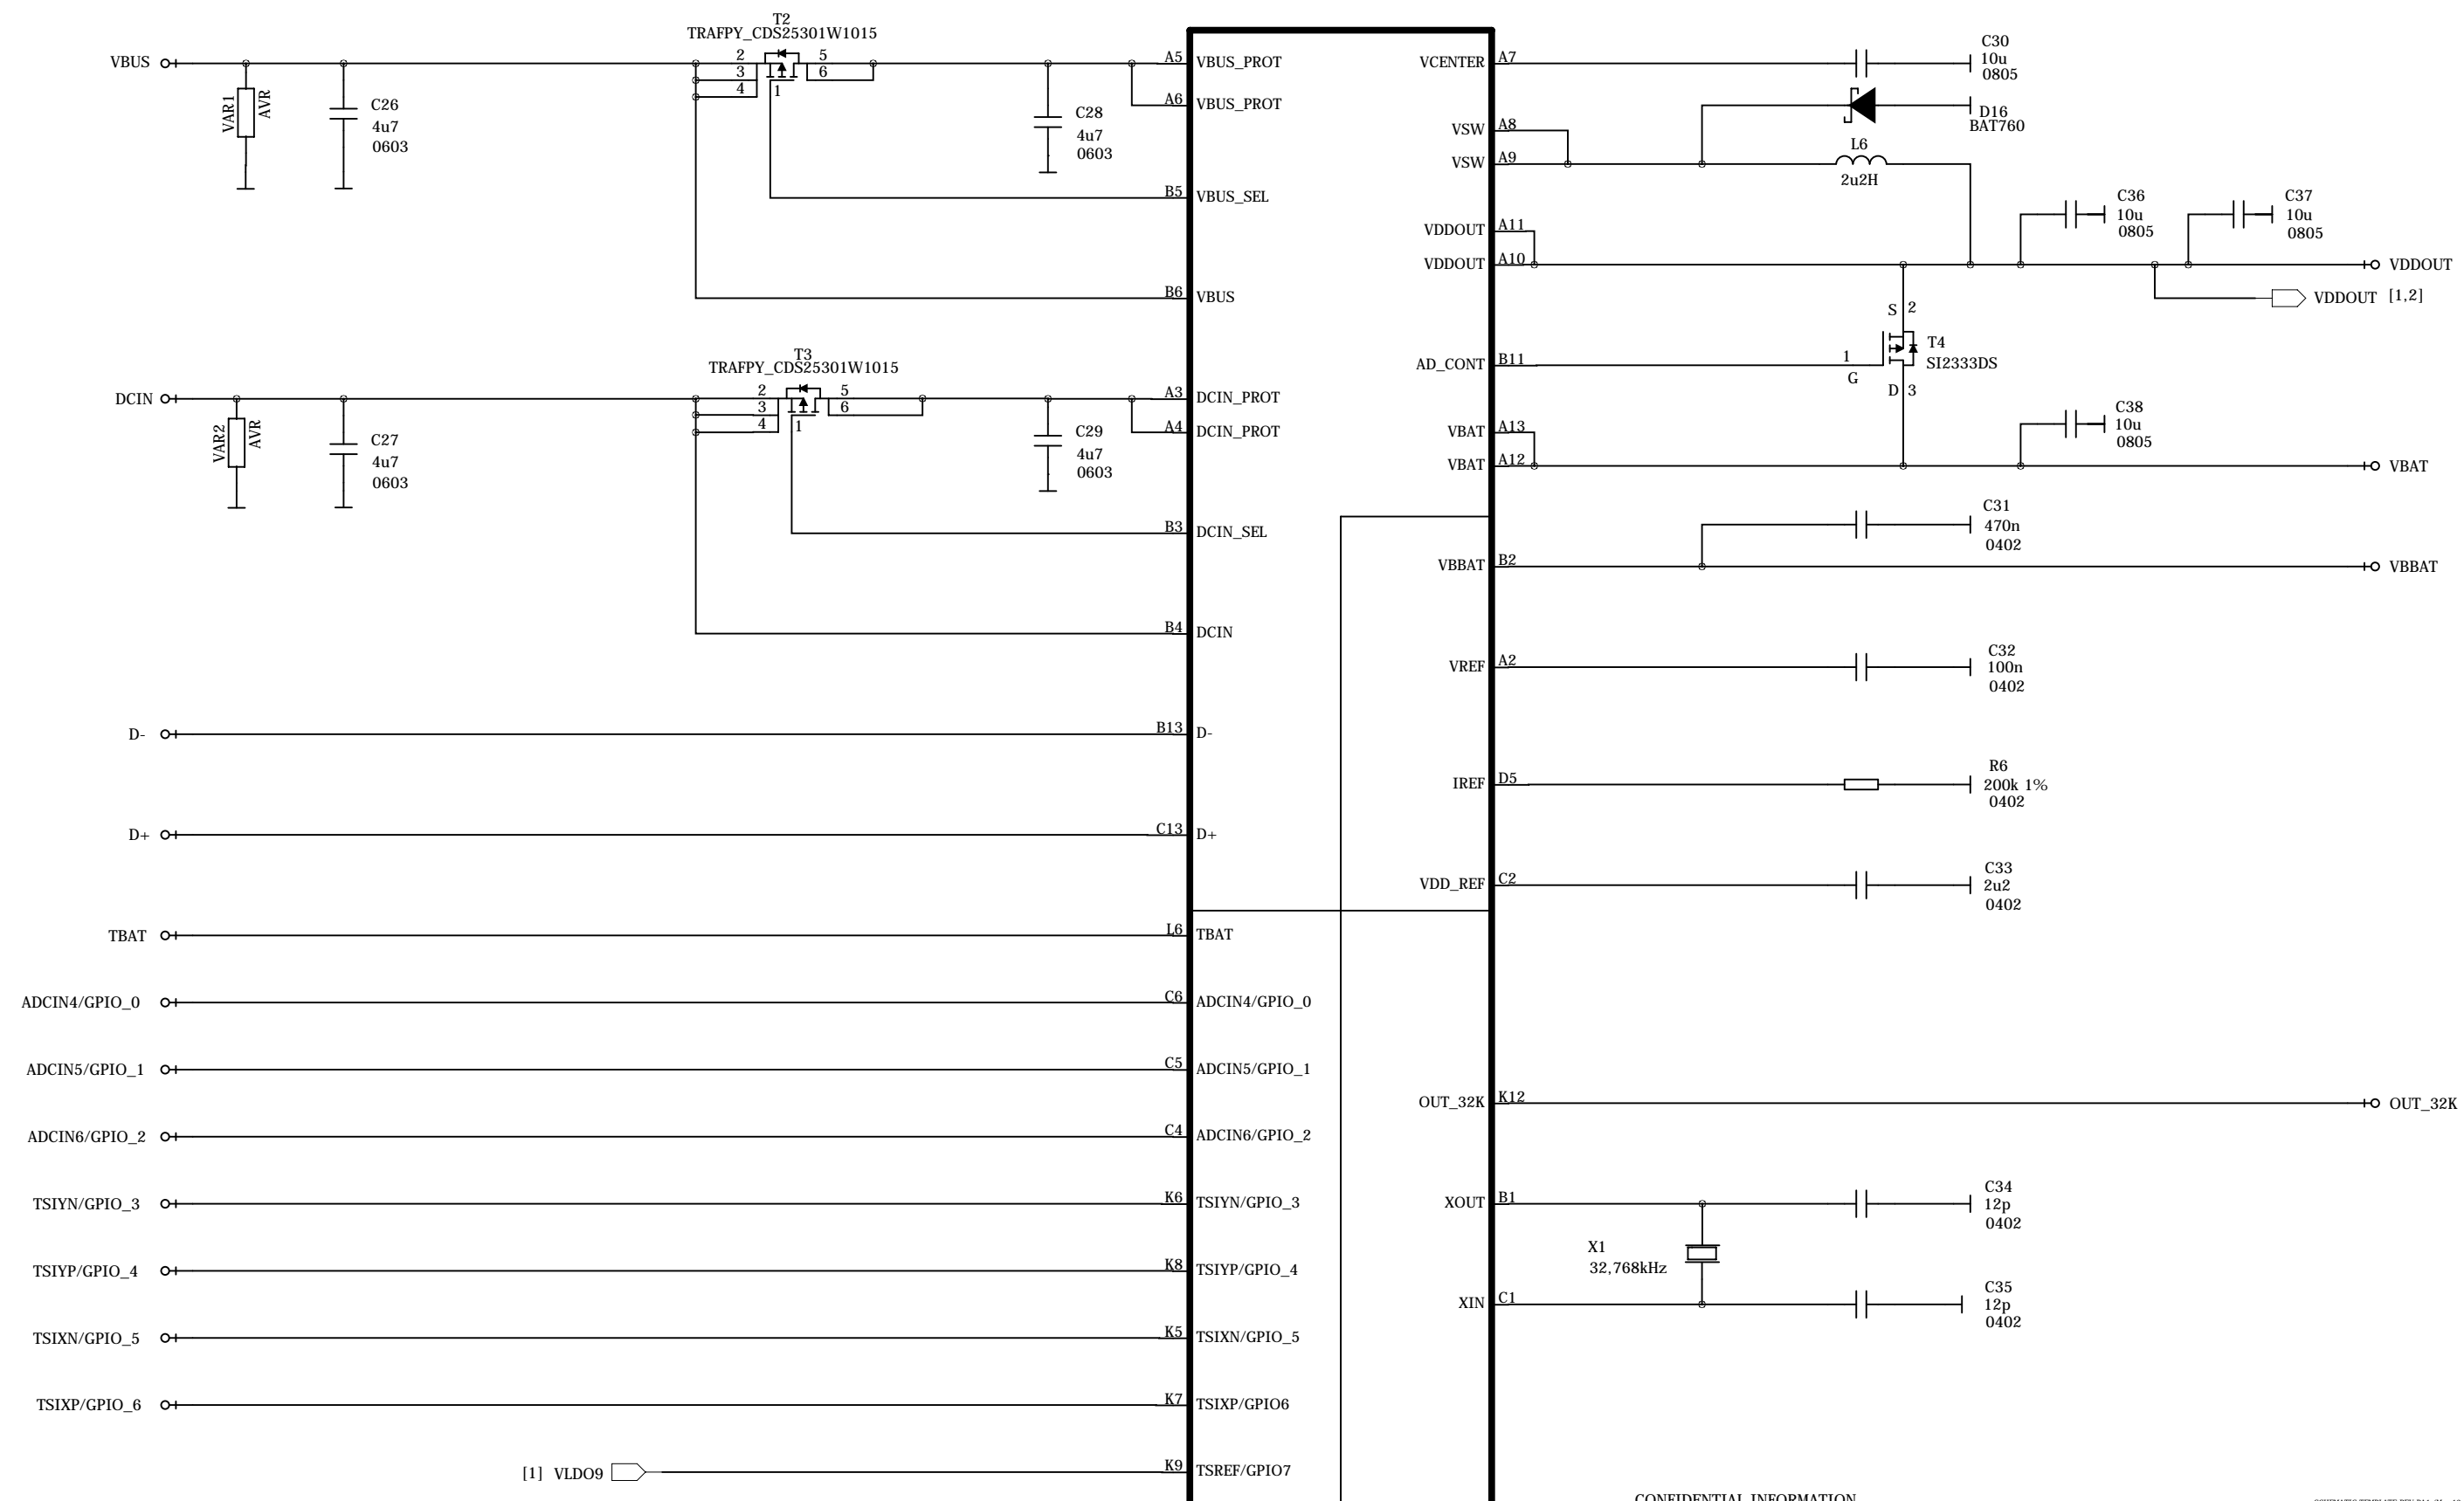 T2
TRAFPY_CDS25301W1015
VBUS
2
3
4
5
6
1
VAR1
AVR
C26
4u7
0603
C28
4u7
0603
A5
VBUS_PROT
A6
VBUS_PROT
B5
VBUS_SEL
B6
VBUS
T3
TRAFPY_CDS25301W1015
DCIN
2
3
4
5
6
1
VAR2
AVR
C27
4u7
0603
C29
4u7
0603
A3
DCIN_PROT
A4
DCIN_PROT
B3
DCIN_SEL
B4
DCIN
D-
B13
D-
D+
C13
D+
TBAT
L6
TBAT
ADCIN4/GPIO_0
C6
ADCIN4/GPIO_0
ADCIN5/GPIO_1
C5
ADCIN5/GPIO_1
ADCIN6/GPIO_2
C4
ADCIN6/GPIO_2
TSIYN/GPIO_3
K6
TSIYN/GPIO_3
TSIYP/GPIO_4
K8
TSIYP/GPIO_4
TSIXN/GPIO_5
K5
TSIXN/GPIO_5
TSIXP/GPIO_6
K7
TSIXP/GPIO6
[1] VLDO9
K9
TSREF/GPIO7
VCENTER
A7
C30
10u
0805
D16
BAT760
VSW
A8
VSW
A9
L6
2u2H
VDDOUT
A11
VDDOUT
A10
C36
10u
0805
C37
10u
0805
VDDOUT
VDDOUT [1,2]
S
2
AD_CONT
B11
1
G
T4
SI2333DS
D
3
VBAT
A13
VBAT
A12
C38
10u
0805
VBAT
C31
470n
0402
VBBAT
B2
VBBAT
VREF
A2
C32
100n
0402
IREF
D5
R6
200k 1%
0402
VDD_REF
C2
C33
2u2
0402
OUT_32K
K12
OUT_32K
XOUT
B1
C34
12p
0402
X1
32,768kHz
XIN
C1
C35
12p
0402
CONFIDENTIAL INFORMATION